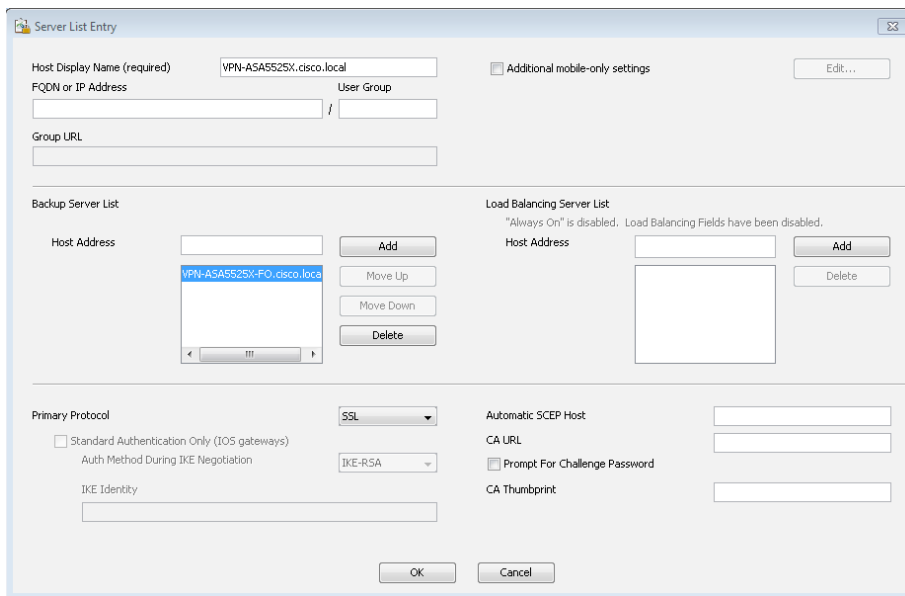 Server List Entry
Host Display Name (required) VPN-ASA5525X.cisco.local Additional mobile-only settings Edit...
FQDN or IP Address User Group
/
Group URL
Backup Server List Load Balancing Server List
"Always On" is disabled. Load Balancing Fields have been disabled.
Host Address Add Host Address Add
VPN-ASA5525X-FO.cisco.loca Move Up Delete
Move Down
Delete
Primary Protocol SSL Automatic SCEP Host
Standard Authentication Only (IOS gateways) CA URL
Auth Method During IKE Negotiation IKE-RSA Prompt For Challenge Password
IKE Identity CA Thumbprint
OK Cancel